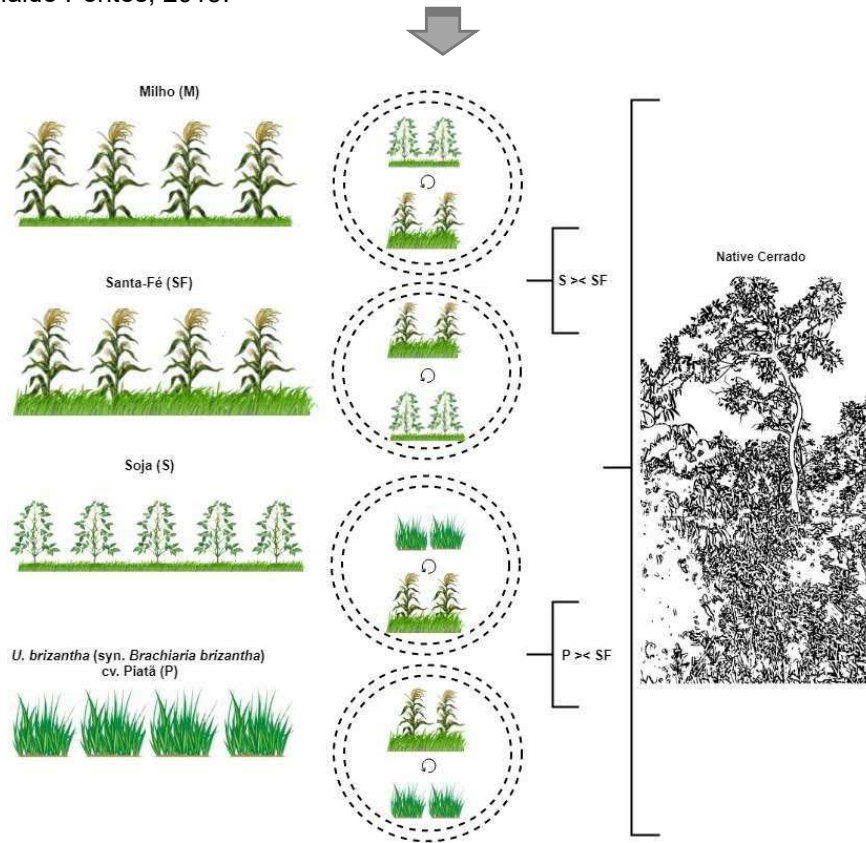 Milho (M)
Santa-Fé (SF)
S >< SF
Native Cerrado
Soja (S)
U. brizantha (syn. Brachiaria brizantha)
cv. Piatã (P)
P >< SF